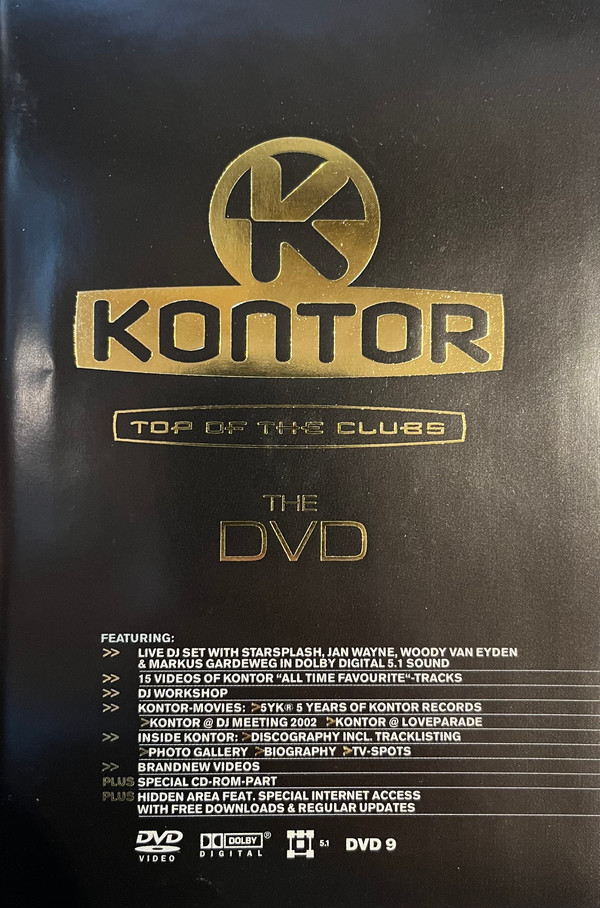 K
KONTOR
TOP OF THE CLUBS
THE
DVD
FEATURING:
>> LIVE DJ SET WITH STARSPLASH, JAN WAYNE, WOODY VAN EYDEN
& MARKUS GARDEWEG IN DOLBY DIGITAL 5.1 SOUND
>> 15 VIDEOS OF KONTOR “ALL TIME FAVOURITE“-TRACKS
>> DJ WORKSHOP
>> KONTOR-MOVIES: >5YK® 5 YEARS OF KONTOR RECORDS
>KONTOR @ DJ MEETING 2002 >KONTOR @ LOVEPARADE
>> INSIDE KONTOR: >DISCOGRAPHY INCL. TRACKLISTING
>PHOTO GALLERY >BIOGRAPHY >TV-SPOTS
>> BRANDNEW VIDEOS
PLUS SPECIAL CD-ROM-PART
PLUS HIDDEN AREA FEAT. SPECIAL INTERNET ACCESS
WITH FREE DOWNLOADS & REGULAR UPDATES
DVD VIDEO DOLBY® DIGITAL 5.1 DVD 9